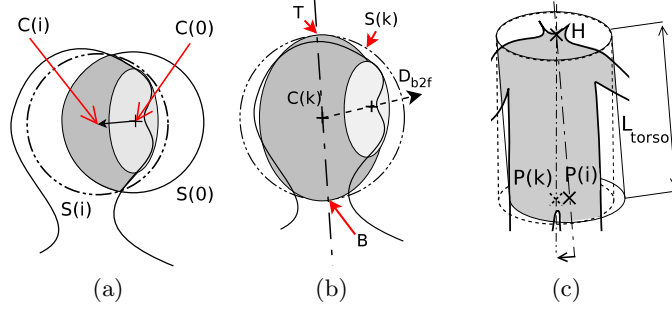 C(i)
C(0)
S(i)
S(0)
(a)
T
S(k)
C(k)
D_b2f
B
(b)
H
L_torso
P(k)
P(i)
(c)